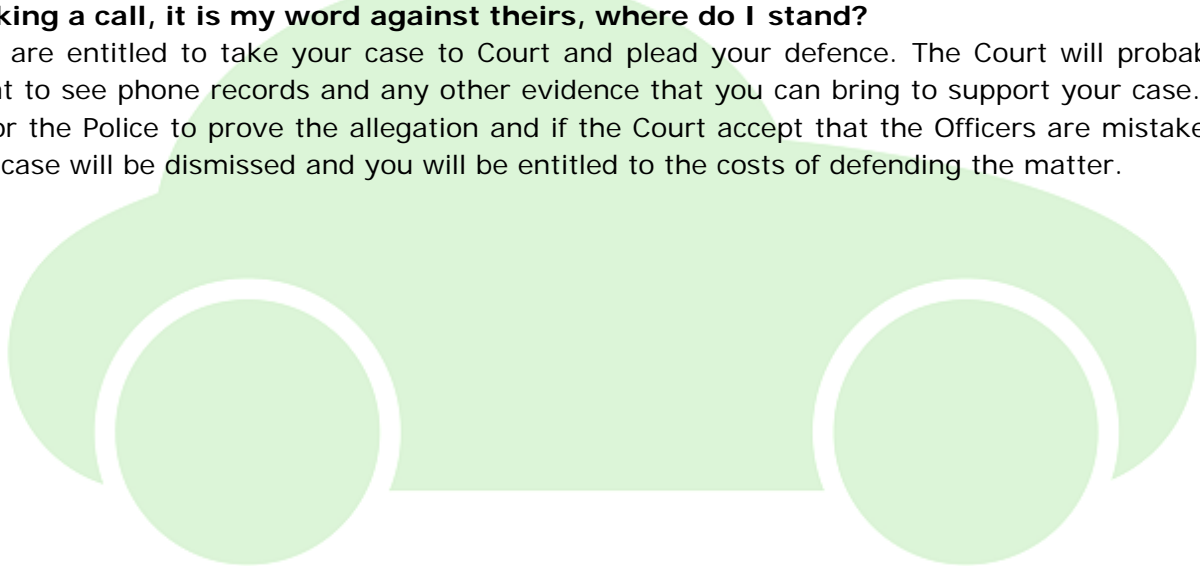 king a call, it is my word against theirs, where do I stand?
are entitled to take your case to Court and plead your defence. The Court will probab
t to see phone records and any other evidence that you can bring to support your case.
or the Police to prove the allegation and if the Court accept that the Officers are mistake
case will be dismissed and you will be entitled to the costs of defending the matter.